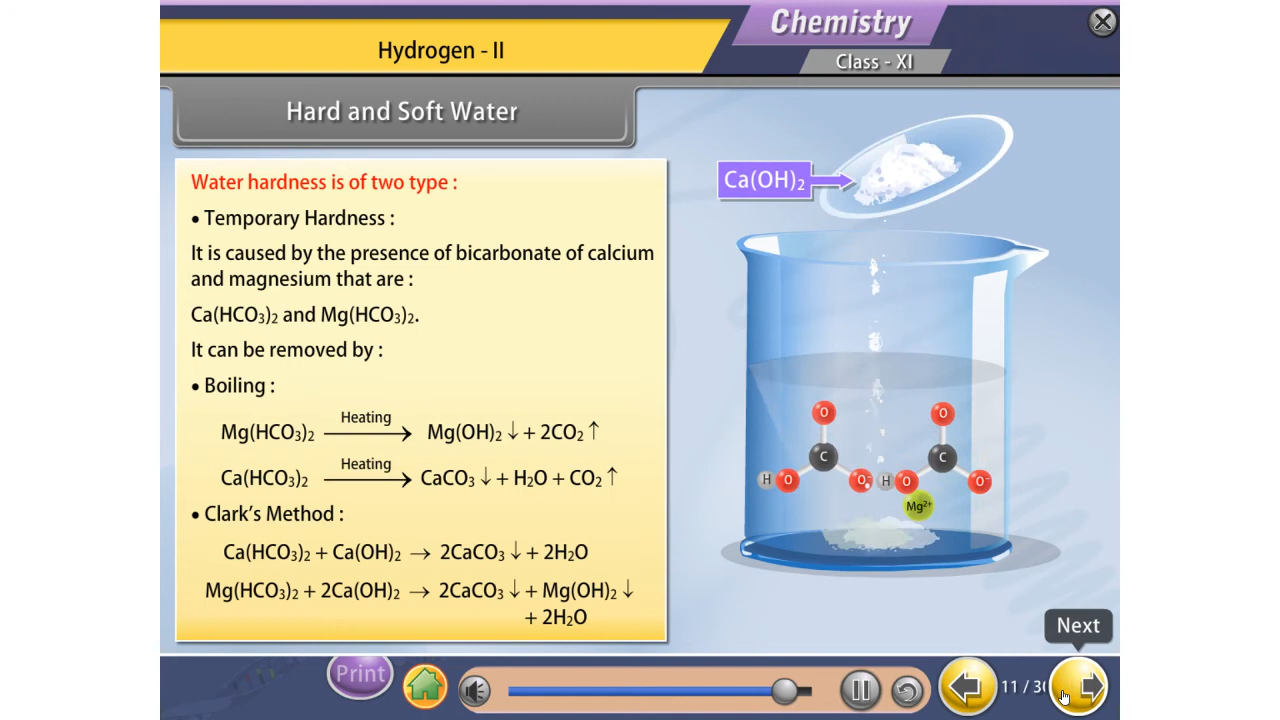 Chemistry
Hydrogen - II
Class - XI
Hard and Soft Water
Water hardness is of two type :
• Temporary Hardness :
It is caused by the presence of bicarbonate of calcium
and magnesium that are :
Ca(HCO₃)₂ and Mg(HCO₃)₂.
It can be removed by :
• Boiling :
Heating
Mg(HCO₃)₂ ⟶ Mg(OH)₂ ↓ + 2CO₂ ↑
Heating
Ca(HCO₃)₂ ⟶ CaCO₃ ↓ + H₂O + CO₂ ↑
• Clark's Method :
Ca(HCO₃)₂ + Ca(OH)₂ → 2CaCO₃ ↓ + 2H₂O
Mg(HCO₃)₂ + 2Ca(OH)₂ → 2CaCO₃ ↓ + Mg(OH)₂ ↓
+ 2H₂O
Ca(OH)₂
O O
C C
H O O⁻ H O O⁻
Mg²⁺
Next
Print
11 / 30